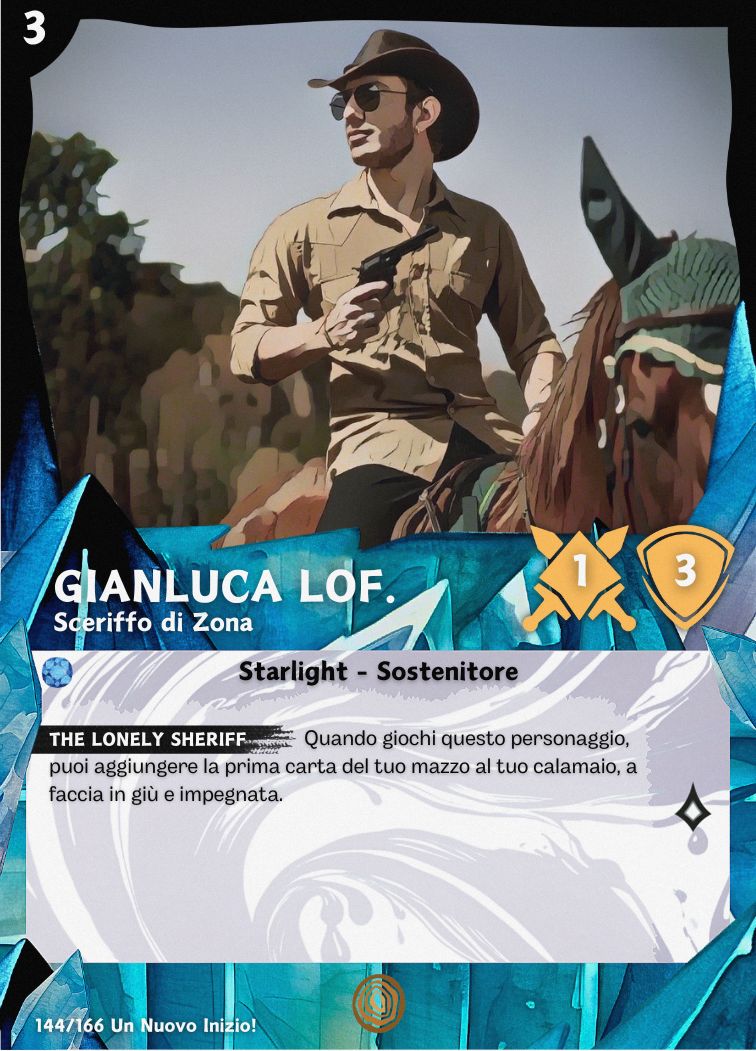 3
GIANLUCA LOF.
Sceriffo di Zona
1
3
Starlight - Sostenitore
THE LONELY SHERIFF Quando giochi questo personaggio,
puoi aggiungere la prima carta del tuo mazzo al tuo calamaio, a
faccia in giù e impegnata.
144/166 Un Nuovo Inizio!